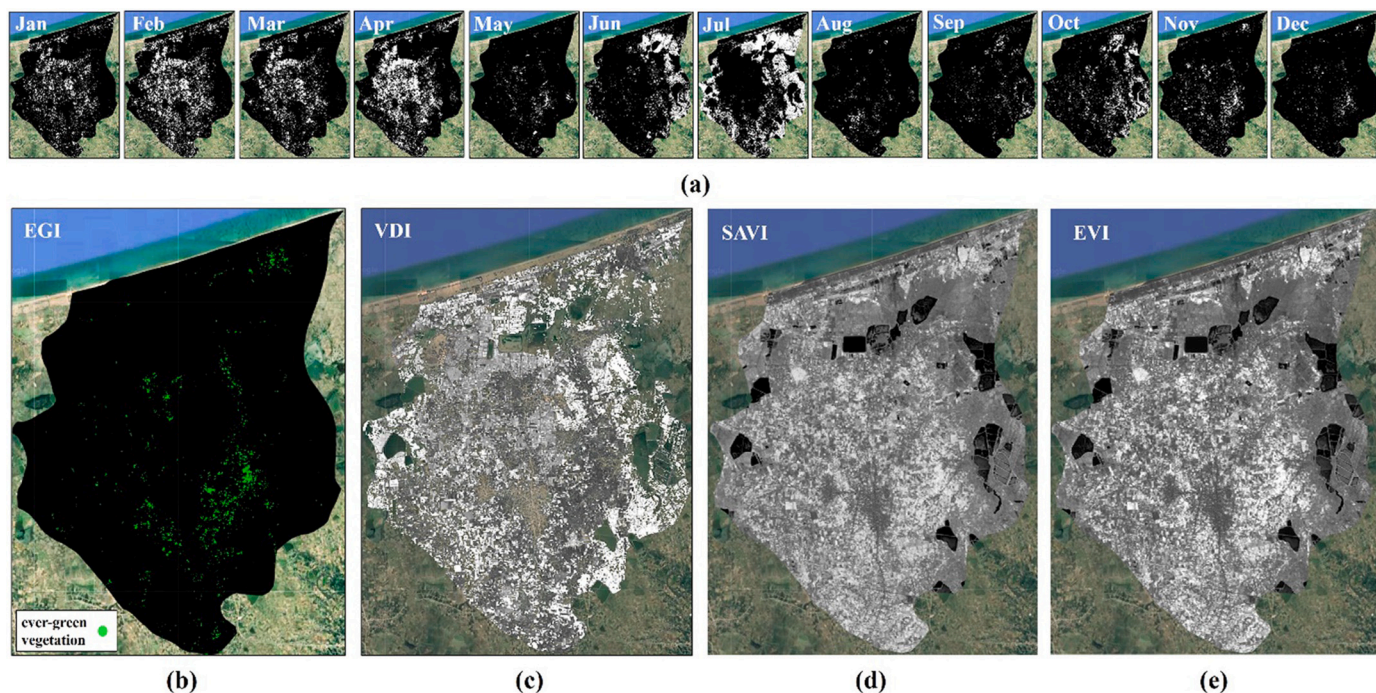 Jan Feb Mar Apr May Jun Jul Aug Sep Oct Nov Dec
(a)
EGI VDI SAVI EVI
ever-green
vegetation
(b) (c) (d) (e)